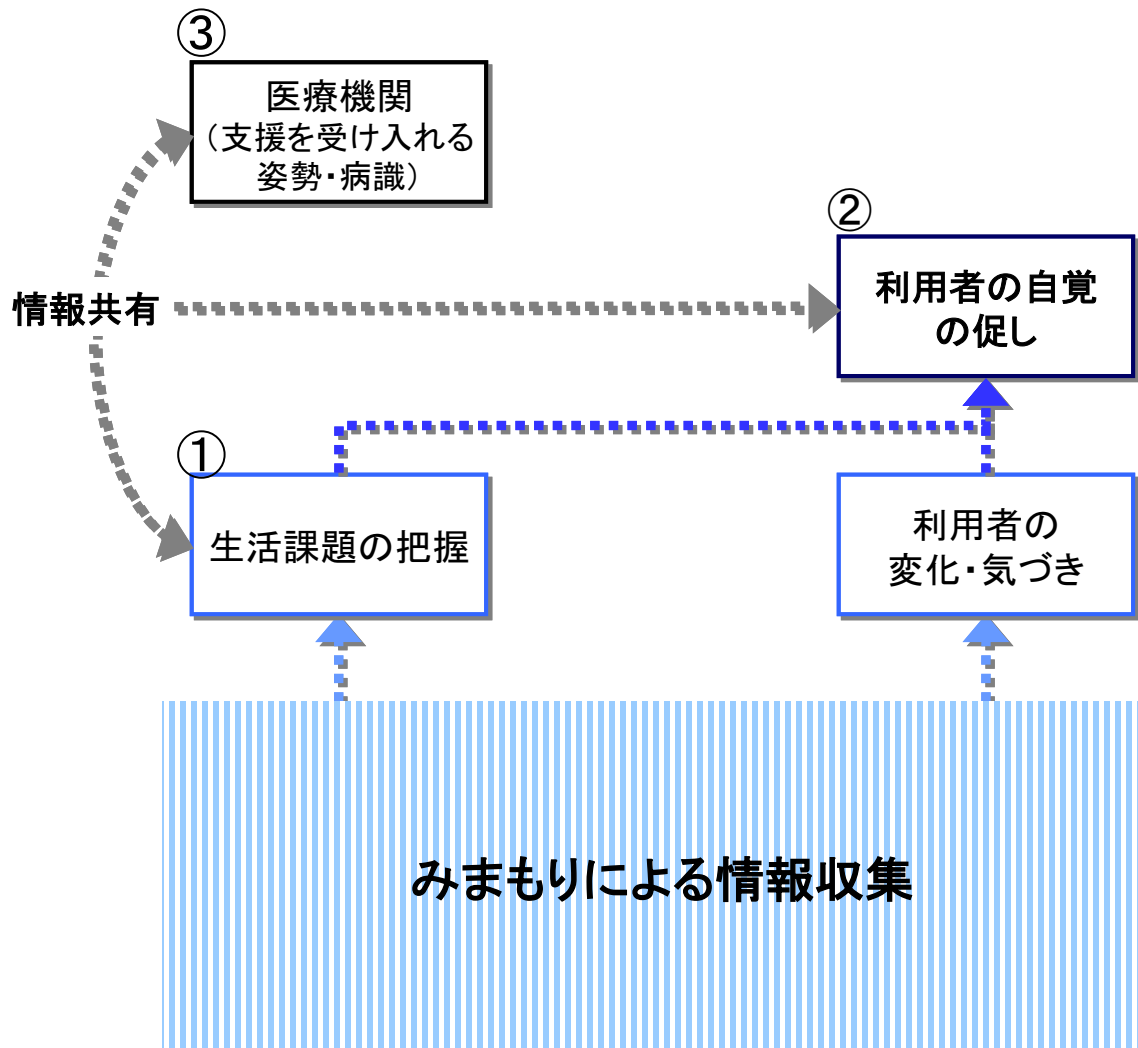 ③
医療機関
（支援を受け入れる
姿勢・病識）
②
利用者の自覚
の促し
情報共有
①
生活課題の把握
利用者の
変化・気づき
みまもりによる情報収集